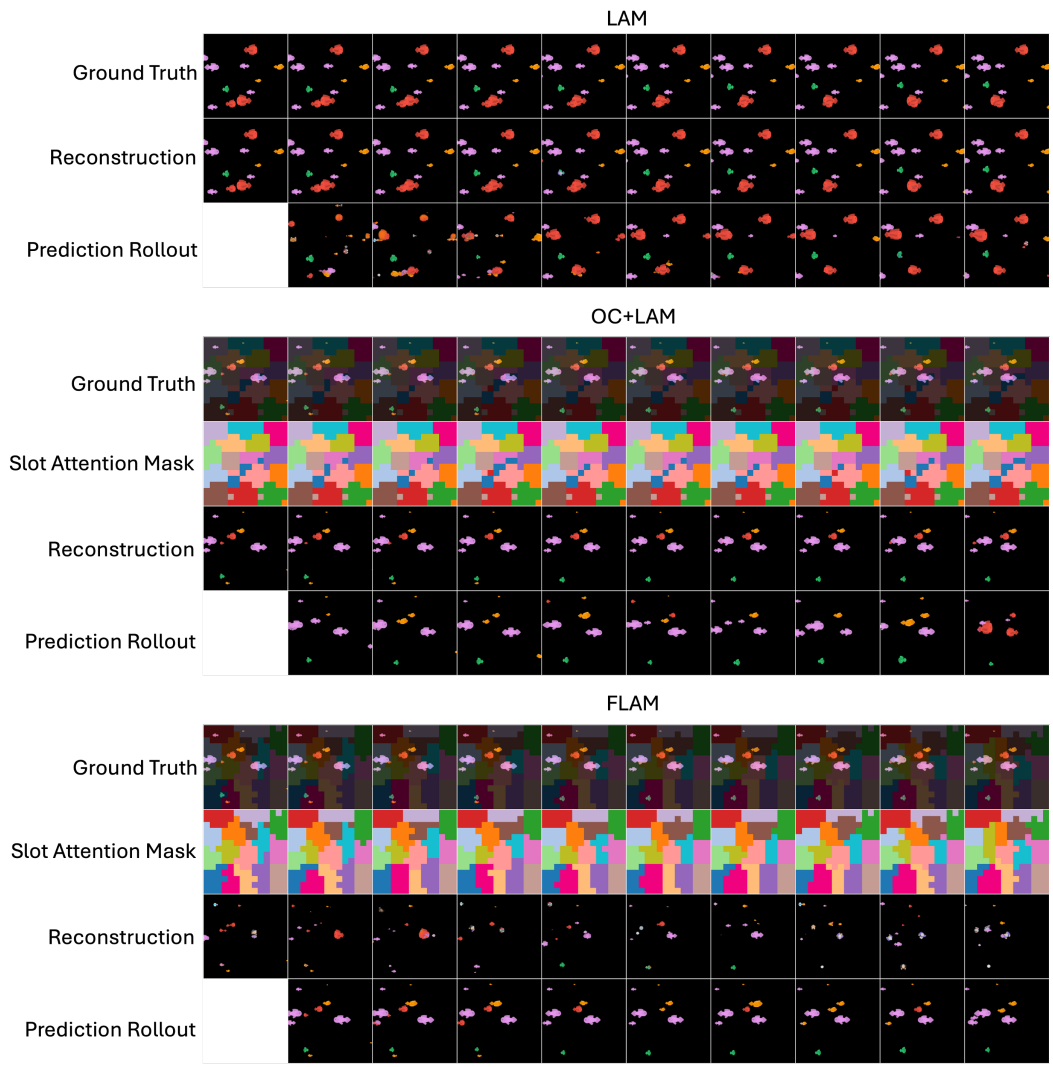 LAM
Ground Truth
Reconstruction
Prediction Rollout
OC+LAM
Ground Truth
Slot Attention Mask
Reconstruction
Prediction Rollout
FLAM
Ground Truth
Slot Attention Mask
Reconstruction
Prediction Rollout